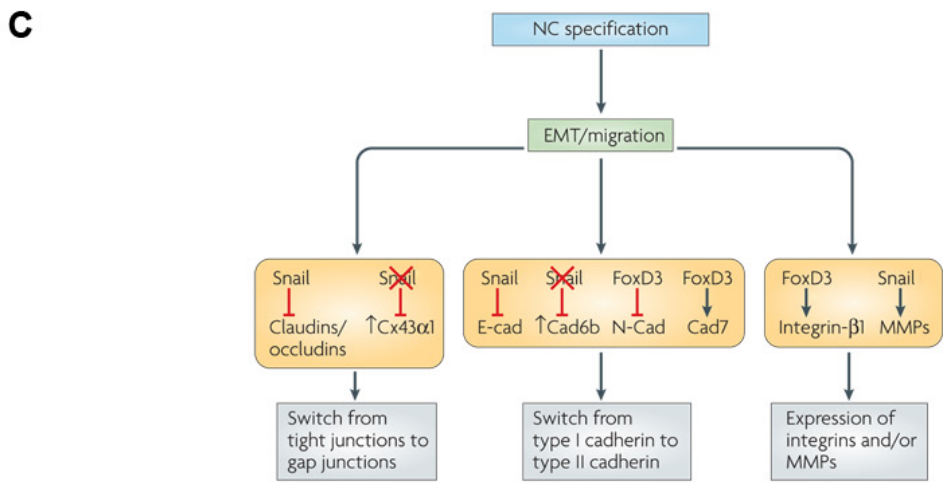 C
NC specification
EMT/migration
Snail
Snail
Claudins/
occludins
↑Cx43α1
Snail
Snail
FoxD3
FoxD3
E-cad
↑Cad6b
N-Cad
Cad7
FoxD3
Snail
Integrin-β1
MMPs
Switch from
tight junctions to
gap junctions
Switch from
type I cadherin to
type II cadherin
Expression of
integrins and/or
MMPs